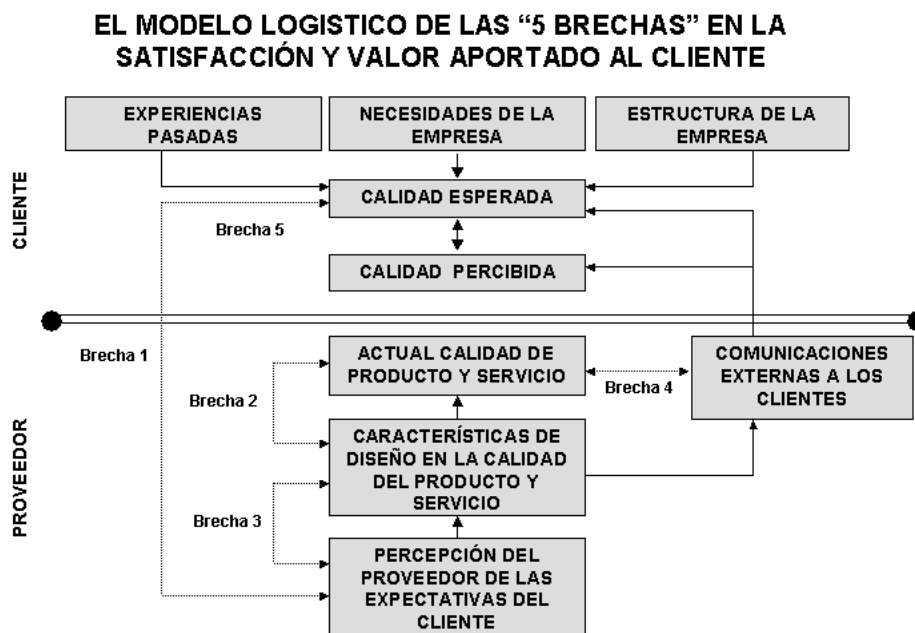 EL MODELO LOGISTICO DE LAS “5 BRECHAS” EN LA
SATISFACCIÓN Y VALOR APORTADO AL CLIENTE
EXPERIENCIAS
PASADAS
NECESIDADES DE LA
EMPRESA
ESTRUCTURA DE LA
EMPRESA
CLIENTE
CALIDAD ESPERADA
Brecha 5
CALIDAD PERCIBIDA
Brecha 1
PROVEEDOR
ACTUAL CALIDAD DE
PRODUCTO Y SERVICIO
Brecha 4
COMUNICACIONES
EXTERNAS A LOS
CLIENTES
Brecha 2
CARACTERÍSTICAS DE
DISEÑO EN LA CALIDAD
DEL PRODUCTO Y
SERVICIO
Brecha 3
PERCEPCIÓN DEL
PROVEEDOR DE LAS
EXPECTATIVAS DEL
CLIENTE